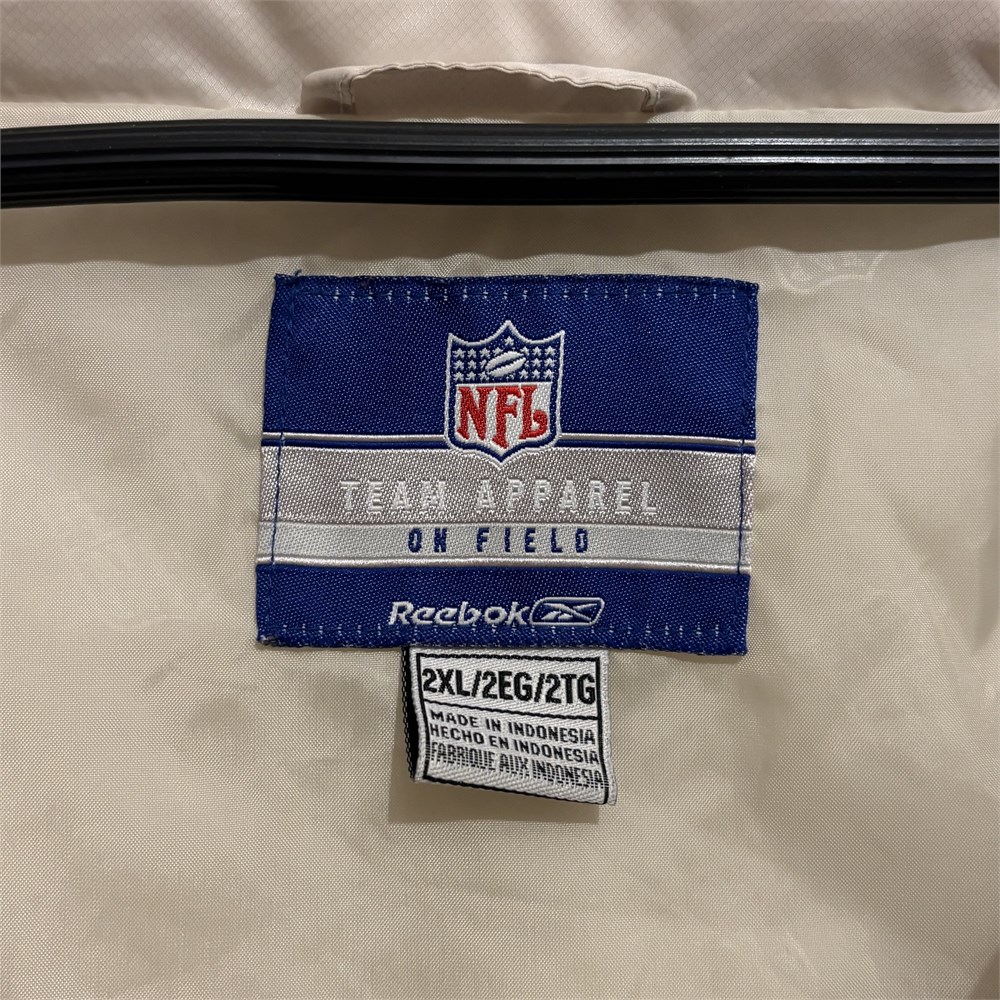 NFL
TEAM APPAREL
ON FIELD
Reebok
2XL/2EG/2TG
MADE IN INDONESIA
HECHO EN INDONESIA
FABRIQUE AUX INDONESIA